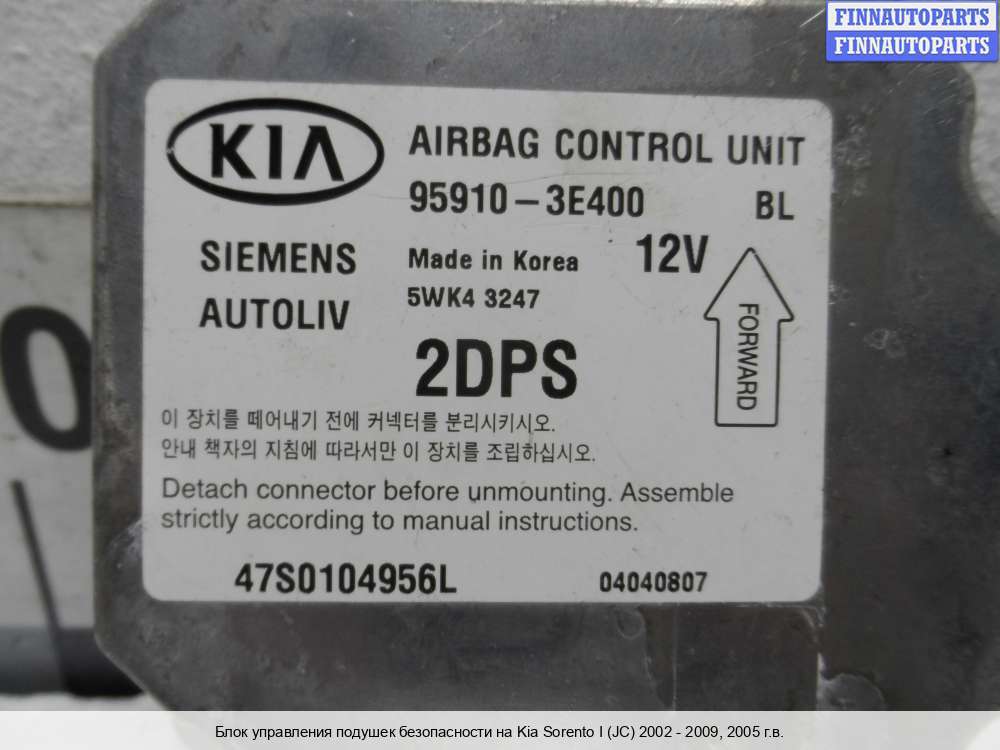 FINNAUTOPARTS
FINNAUTOPARTS
KIA
AIRBAG CONTROL UNIT
95910-3E400 BL
SIEMENS
AUTOLIV
Made in Korea 12V
5WK4 3247
FORWARD
2DPS
이 장치를 떼어내기 전에 커넥터를 분리시키시오.
안내 책자의 지침에 따라서만 이 장치를 조립하십시오.
Detach connector before unmounting. Assemble
strictly according to manual instructions.
47S0104956L 04040807
0
Блок управления подушек безопасности на Kia Sorento I (JC) 2002 - 2009, 2005 г.в.